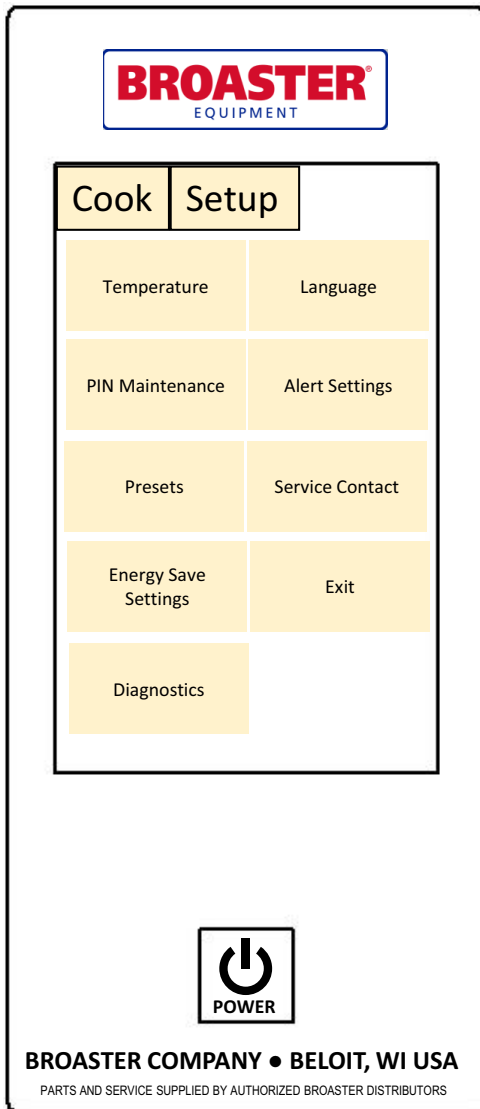 BROASTER®
EQUIPMENT
Cook Setup
Temperature Language
PIN Maintenance Alert Settings
Presets Service Contact
Energy Save
Settings
Exit
Diagnostics
POWER
BROASTER COMPANY ● BELOIT, WI USA
PARTS AND SERVICE SUPPLIED BY AUTHORIZED BROASTER DISTRIBUTORS